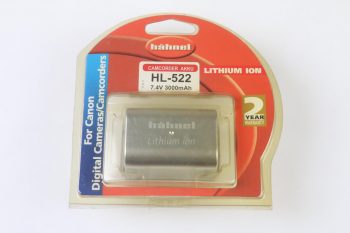 hähnel
CAMCORDER AKKU
HL-522
7.4V 3000mAh
LITHIUM ION
For Canon
Digital Cameras/Camcorders
2
YEAR
hähnel
Lithium ion